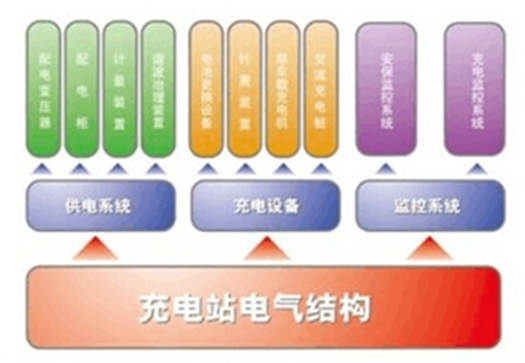 配电变压器
配电柜
计量装置
谐波治理装置
电池更换设备
计费装置
非车载充电机
交流充电桩
安保监控系统
充电监控系统
供电系统
充电设备
监控系统
充电站电气结构